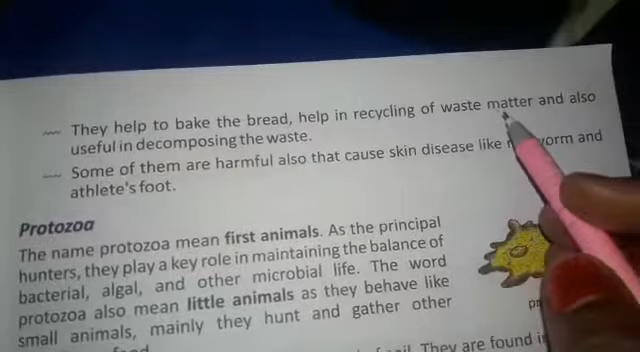 They help to bake the bread, help in recycling of waste matter and also
useful in decomposing the waste.
Some of them are harmful also that cause skin disease like and
athlete's foot.
Protozoa
The name protozoa mean first animals. As the principal
hunters, they play a key role in maintaining the balance of
bacterial, algal, and other microbial life. The word
protozoa also mean little animals as they behave like
small animals, mainly they hunt and gather other
They are found